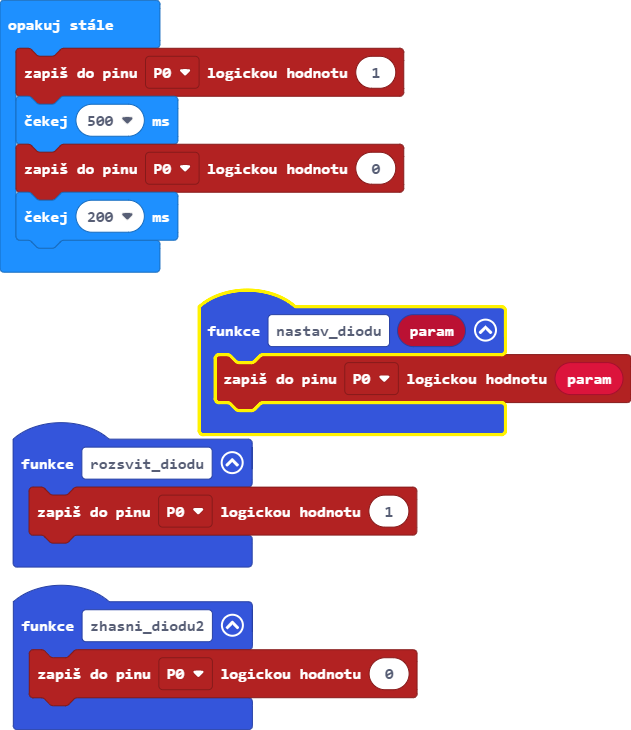 opakuj stále
zapiš do pinu P0 logickou hodnotu 1
čekej 500 ms
zapiš do pinu P0 logickou hodnotu 0
čekej 200 ms
funkce nastav_diodu param
zapiš do pinu P0 logickou hodnotu param
funkce rozsvit_diodu
zapiš do pinu P0 logickou hodnotu 1
funkce zhasni_diodu2
zapiš do pinu P0 logickou hodnotu 0